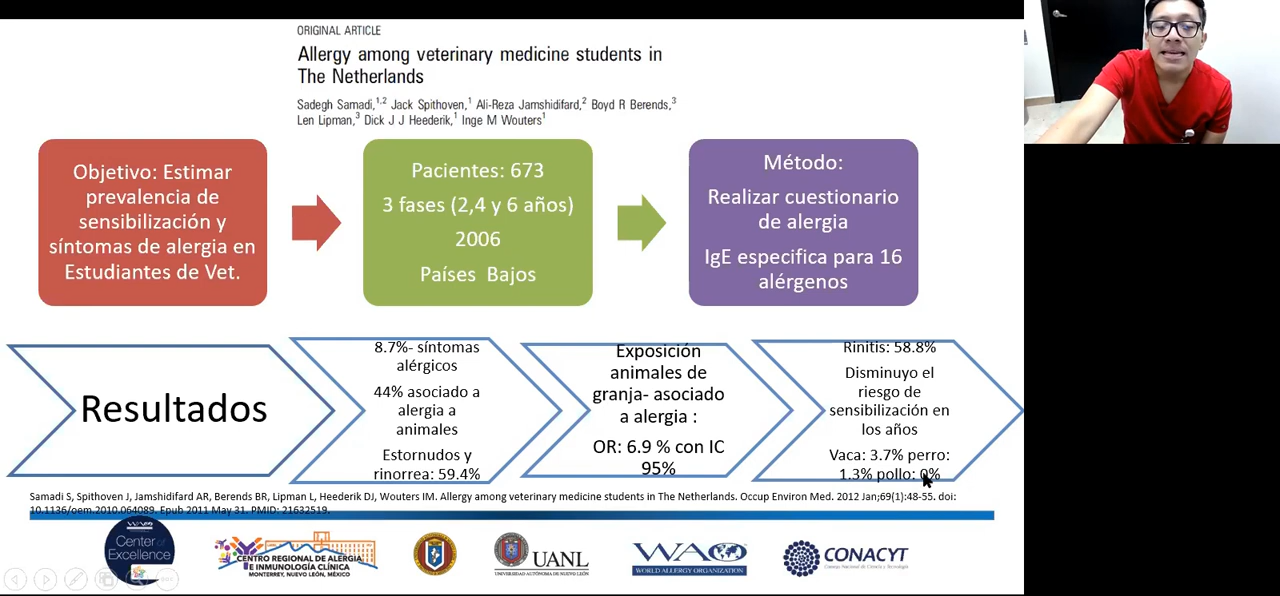 ORIGINAL ARTICLE
Allergy among veterinary medicine students in
The Netherlands
Sadegh Samadi,1,2 Jack Spithoven,1 Ali-Reza Jamshidifard,2 Boyd R Berends,3
Len Lipman,3 Dick J J Heederik,1 Inge M Wouters1
Objetivo: Estimar
prevalencia de
sensibilización y
síntomas de alergia en
Estudiantes de Vet.
Pacientes: 673
3 fases (2,4 y 6 años)
2006
Países Bajos
Método:
Realizar cuestionario
de alergia
IgE especifica para 16
alérgenos
Resultados
8.7%- síntomas
alérgicos
44% asociado a
alergia a
animales
Estornudos y
rinorrea: 59.4%
Exposición
animales de
granja- asociado
a alergia :
OR: 6.9 % con IC
95%
Rinitis: 58.8%
Disminuyo el
riesgo de
sensibilización en
los años
Vaca: 3.7% perro:
1.3% pollo: 0%
Samadi S, Spithoven J, Jamshidifard AR, Berends BR, Lipman L, Heederik DJ, Wouters IM. Allergy among veterinary medicine students in The Netherlands. Occup Environ Med. 2012 Jan;69(1):48-55. doi:
10.1136/oem.2010.064089. Epub 2011 May 31. PMID: 21632519.
Center of
Excellence
CENTRO REGIONAL DE ALERGIA
E INMUNOLOGÍA CLÍNICA
MONTERREY, NUEVO LEÓN, MÉXICO
UANL
UNIVERSIDAD AUTÓNOMA DE NUEVO LEÓN
WAO
WORLD ALLERGY ORGANIZATION
CONACYT
Consejo Nacional de Ciencia y Tecnología